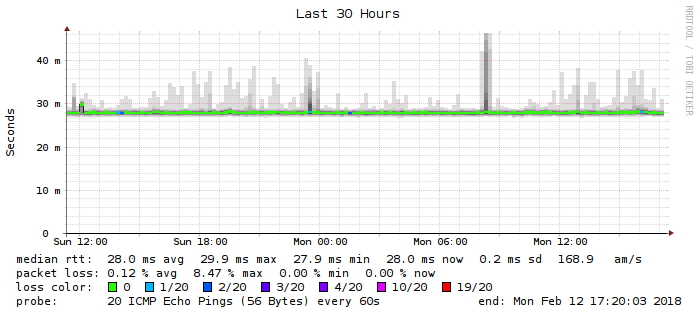 Last 30 Hours
RRDTOOL / TOBI OETIKER
Seconds
40 m
30 m
20 m
10 m
0
Sun 12:00 Sun 18:00 Mon 00:00 Mon 06:00 Mon 12:00
median rtt: 28.0 ms avg 29.9 ms max 27.9 ms min 28.0 ms now 0.2 ms sd 168.9 am/s
packet loss: 0.12 % avg 8.47 % max 0.00 % min 0.00 % now
loss color: 0 1/20 2/20 3/20 4/20 10/20 19/20
probe: 20 ICMP Echo Pings (56 Bytes) every 60s end: Mon Feb 12 17:20:03 2018